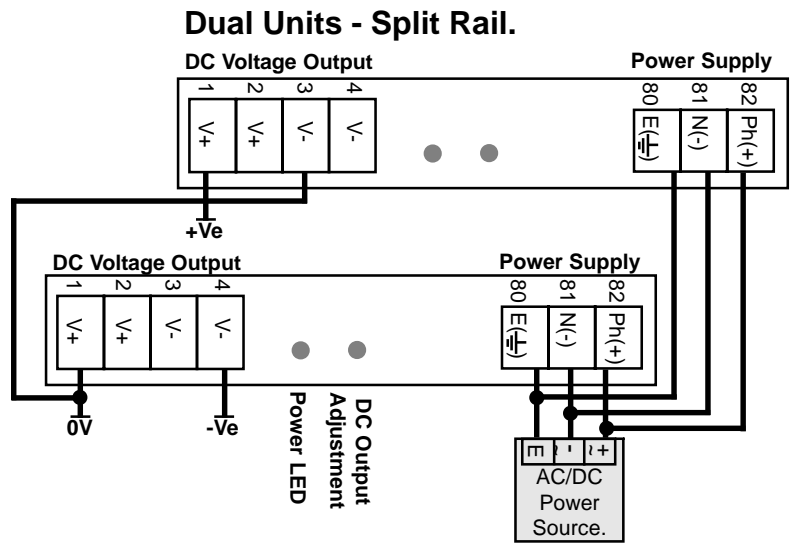 Dual Units - Split Rail.
DC Voltage Output
Power Supply
1 2 3 4
80 81 82
V+ V+ V- V-
E(⏚) N(-) Ph(+)
+Ve
DC Voltage Output
Power Supply
1 2 3 4
80 81 82
V+ V+ V- V-
E(⏚) N(-) Ph(+)
0V
-Ve
Power LED
DC Output
Adjustment
E ~- ~+
AC/DC
Power
Source.